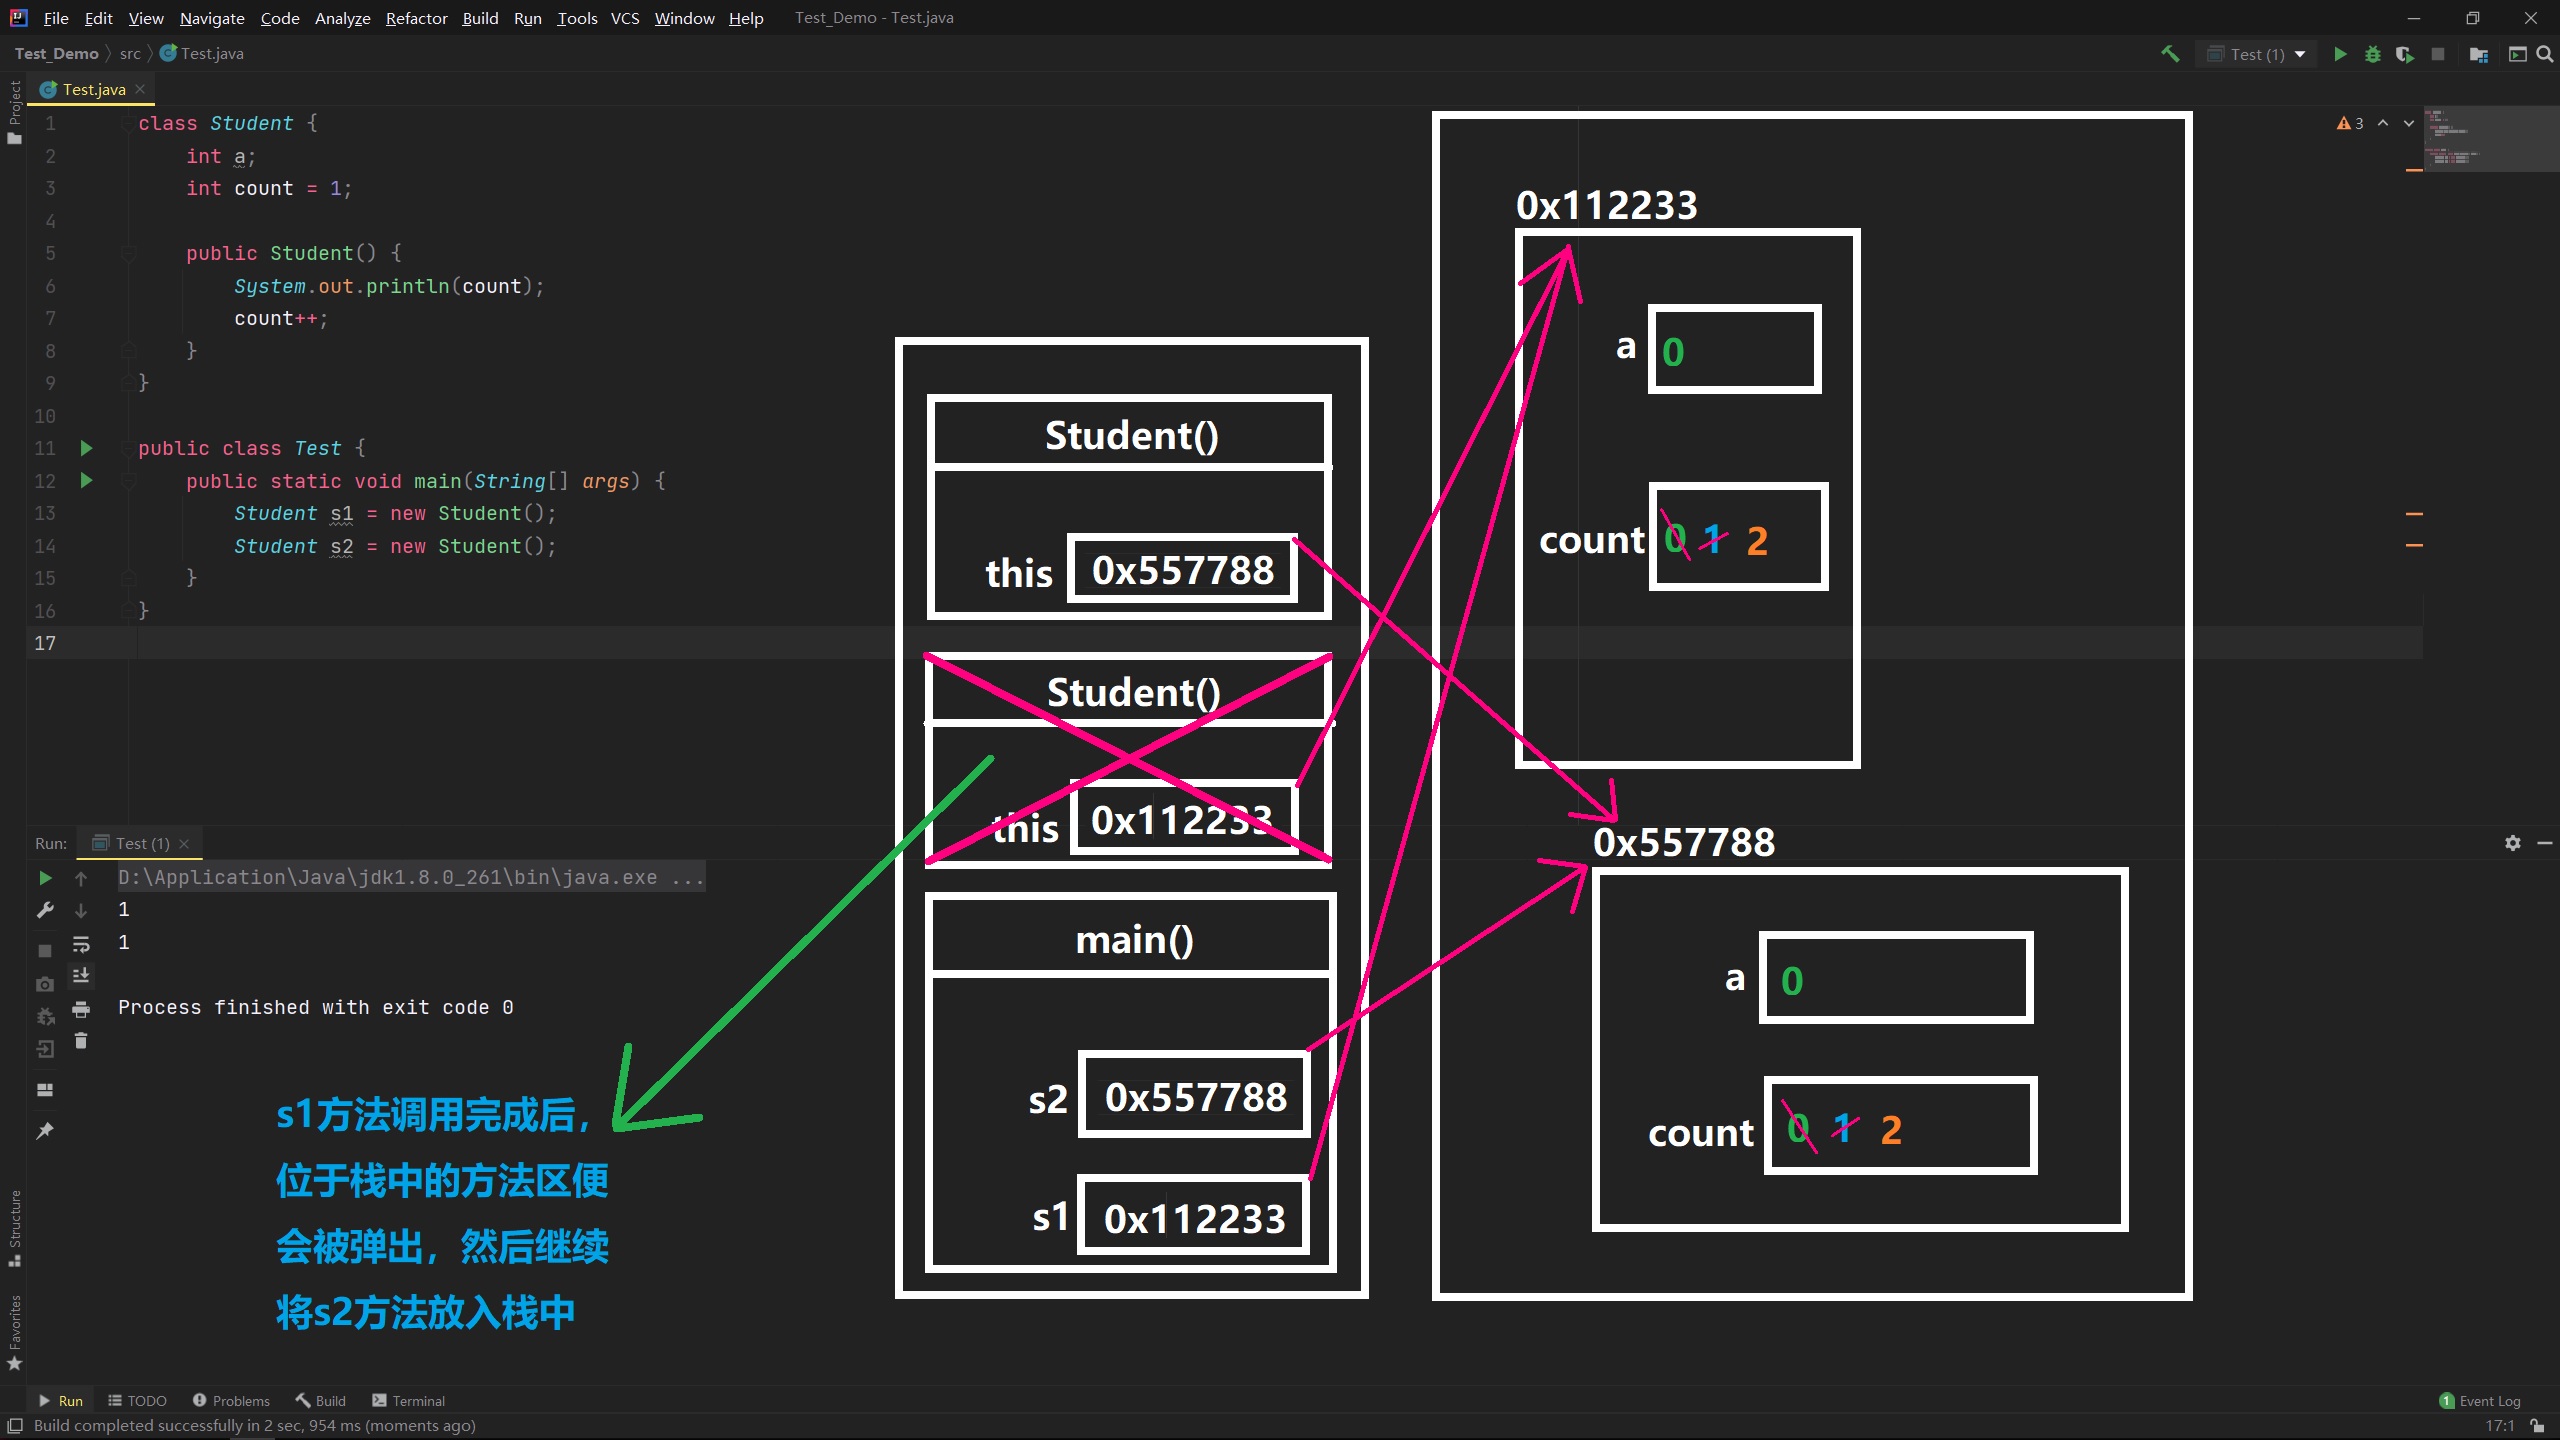 File Edit View Navigate Code Analyze Refactor Build Run Tools VCS Window Help Test_Demo - Test.java
Test_Demo src Test.java
Test (1)
Project
Test.java
1 class Student {
2 int a;
3 int count = 1;
4
5 public Student() {
6 System.out.println(count);
7 count++;
8 }
9 }
10
11 public class Test {
12 public static void main(String[] args) {
13 Student s1 = new Student();
14 Student s2 = new Student();
15 }
16 }
17
3
Student()
this 0x557788
Student()
this 0x112233
main()
s2 0x557788
s1 0x112233
0x112233
a 0
count 0 1 2
0x557788
a 0
count 0 1 2
Run: Test (1)
D:\Application\Java\jdk1.8.0_261\bin\java.exe ...
1
1
Process finished with exit code 0
s1方法调用完成后，
位于栈中的方法区便
会被弹出，然后继续
将s2方法放入栈中
Structure
Favorites
Run TODO Problems Build Terminal
1 Event Log
Build completed successfully in 2 sec, 954 ms (moments ago)
17:1